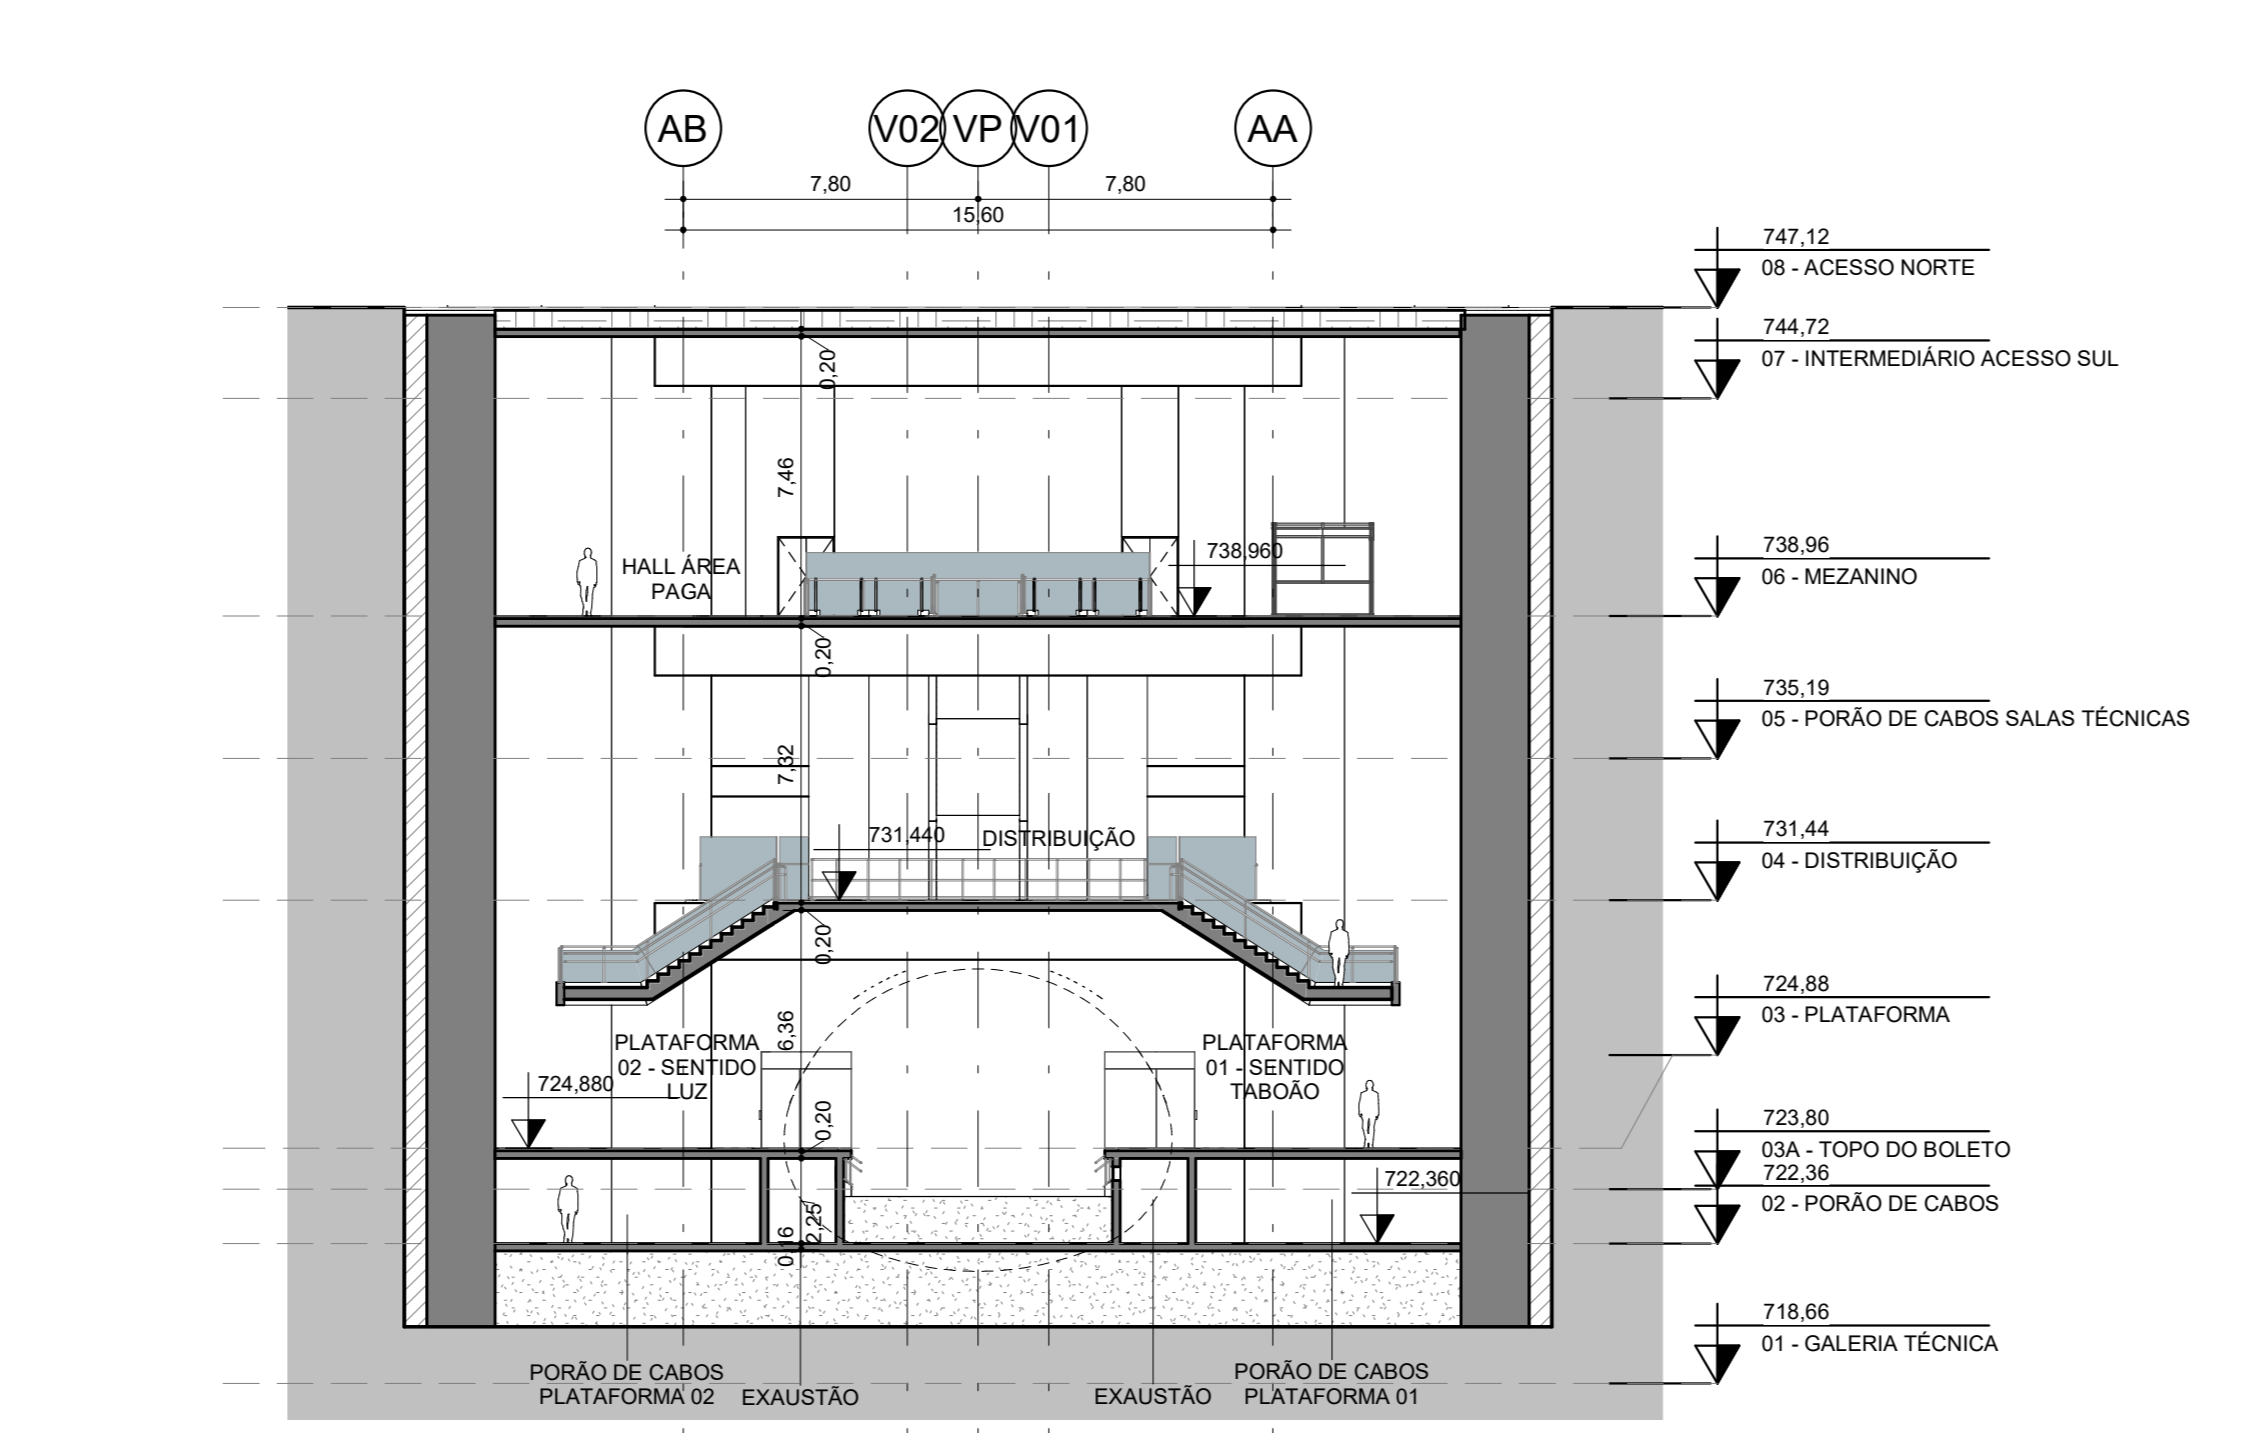 AB
V02
VP
V01
AA
7,80
7,80
15,60
747,12
08 - ACESSO NORTE
744,72
07 - INTERMEDIÁRIO ACESSO SUL
0,20
7,46
HALL ÁREA
PAGA
738,960
738,96
06 - MEZANINO
0,20
735,19
05 - PORÃO DE CABOS SALAS TÉCNICAS
7,32
731,440
DISTRIBUIÇÃO
731,44
04 - DISTRIBUIÇÃO
0,20
724,88
03 - PLATAFORMA
6,36
PLATAFORMA
02 - SENTIDO
LUZ
PLATAFORMA
01 - SENTIDO
TABOÃO
724,880
0,20
723,80
03A - TOPO DO BOLETO
722,360
722,36
02 - PORÃO DE CABOS
2,25
0,16
718,66
01 - GALERIA TÉCNICA
PORÃO DE CABOS
PLATAFORMA 02
EXAUSTÃO
EXAUSTÃO
PORÃO DE CABOS
PLATAFORMA 01